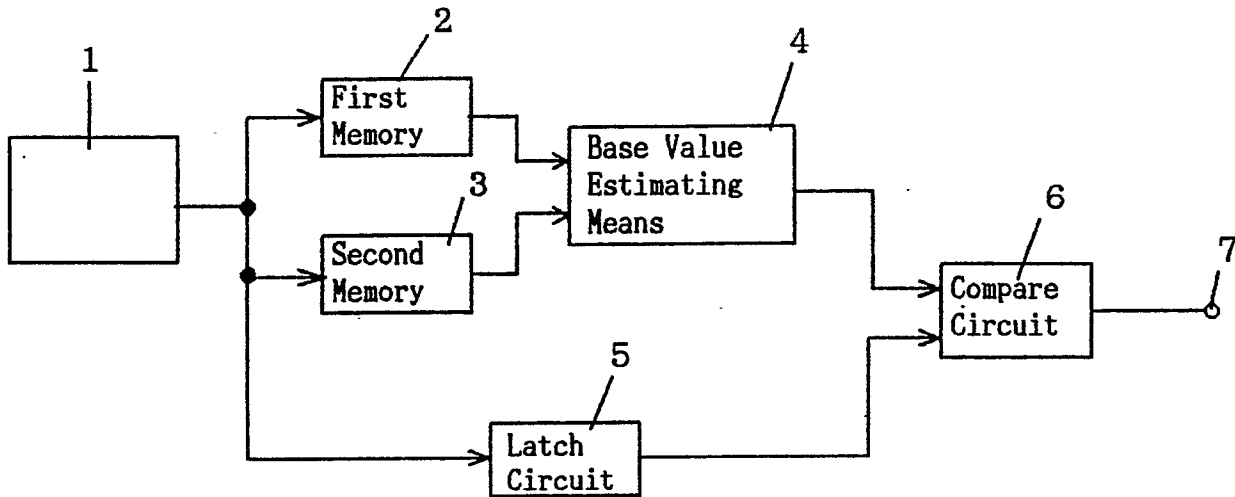 1
2
First
Memory
3
Second
Memory
4
Base Value
Estimating
Means
5
Latch
Circuit
6
Compare
Circuit
7